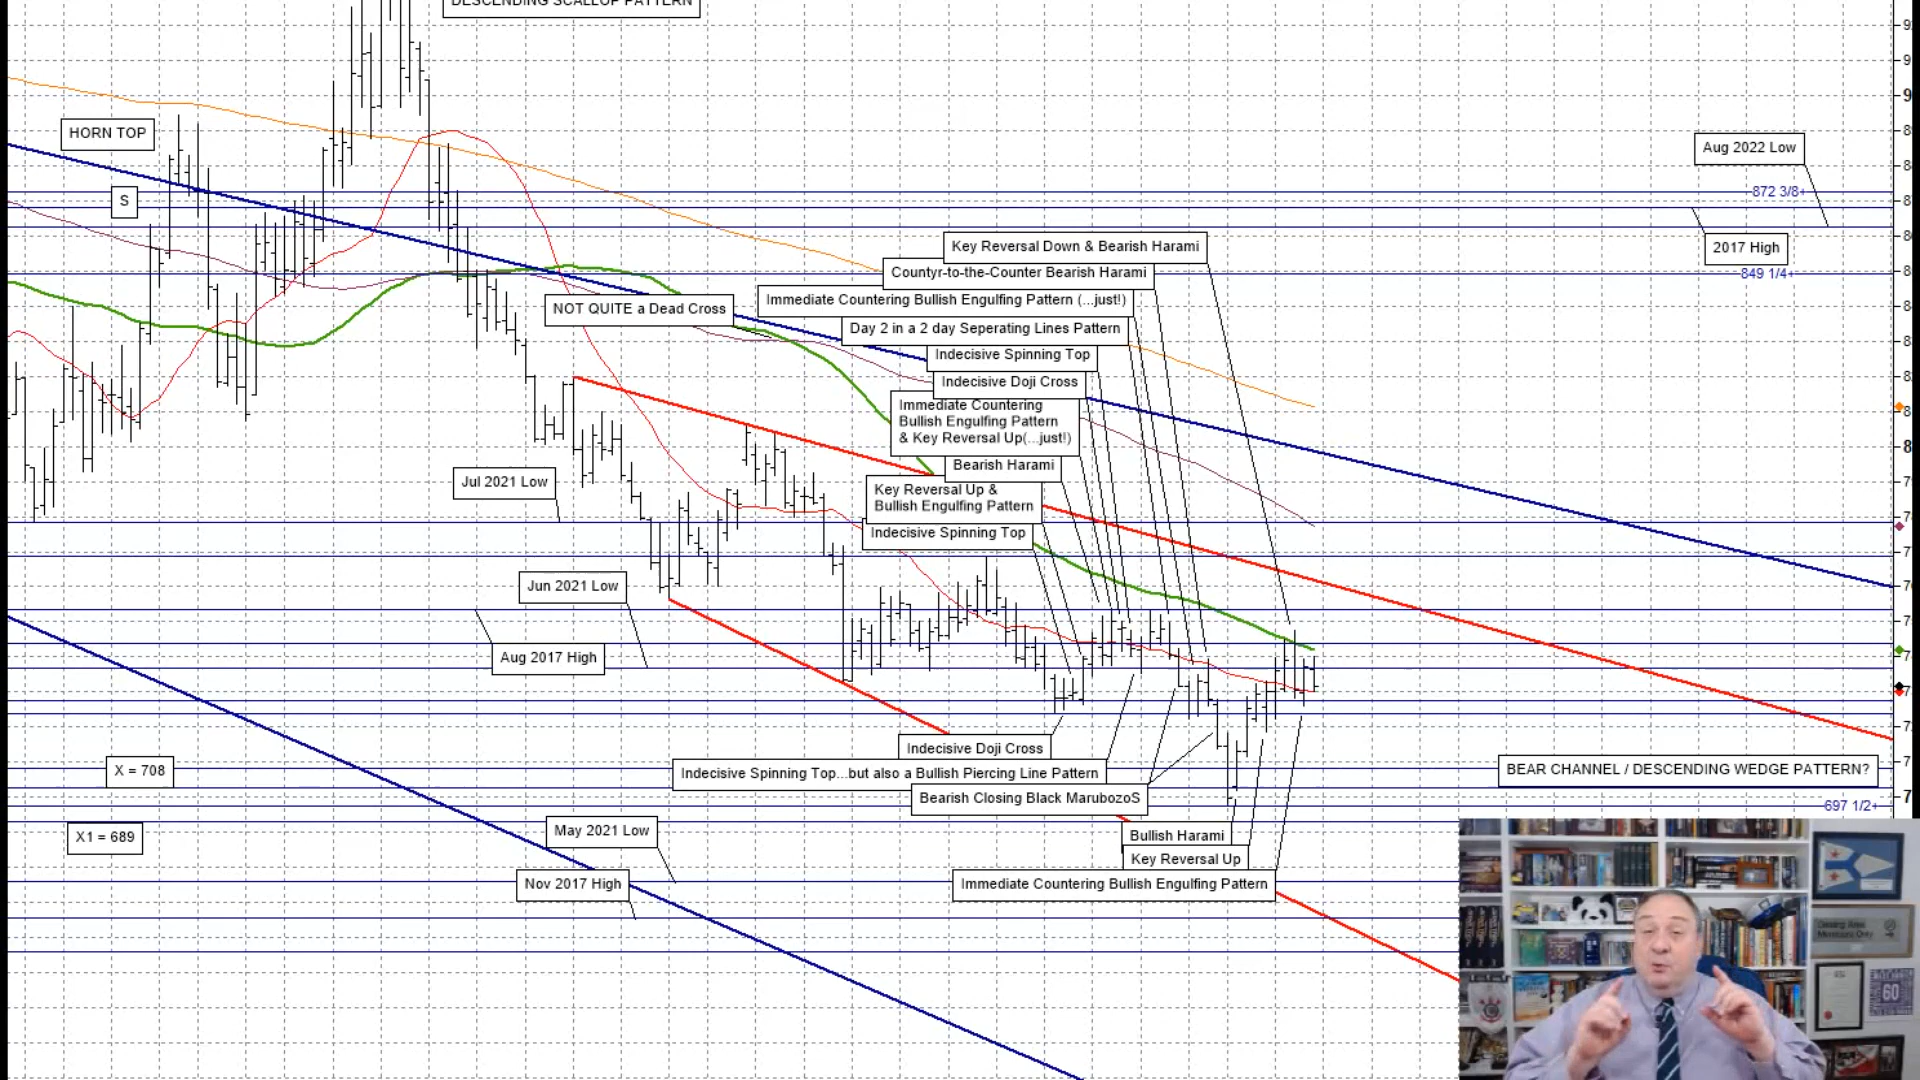 DESCENDING SCALLOP PATTERN
HORN TOP
Aug 2022 Low
872 3/8+
S
Key Reversal Down & Bearish Harami
2017 High
849 1/4+
Countyr-to-the-Counter Bearish Harami
Immediate Countering Bullish Engulfing Pattern (...just!)
NOT QUITE a Dead Cross
Day 2 in a 2 day Seperating Lines Pattern
Indecisive Spinning Top
Indecisive Doji Cross
Immediate Countering
Bullish Engulfing Pattern
& Key Reversal Up(...just!)
Bearish Harami
Jul 2021 Low
Key Reversal Up &
Bullish Engulfing Pattern
Indecisive Spinning Top
Jun 2021 Low
Aug 2017 High
Indecisive Doji Cross
X = 708
Indecisive Spinning Top...but also a Bullish Piercing Line Pattern
BEAR CHANNEL / DESCENDING WEDGE PATTERN?
Bearish Closing Black MarubozoS
697 1/2+
X1 = 689
May 2021 Low
Bullish Harami
Key Reversal Up
Nov 2017 High
Immediate Countering Bullish Engulfing Pattern
60